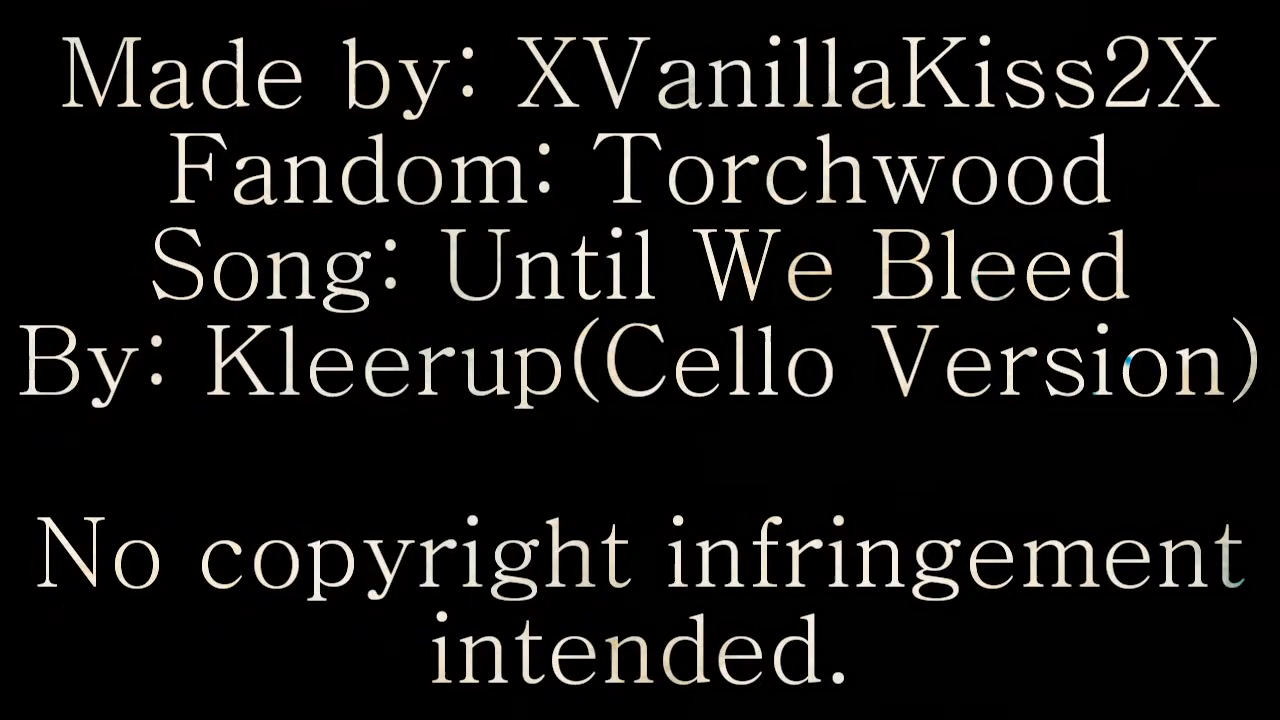 Made by: XVanillaKiss2X
Fandom: Torchwood
Song: Until We Bleed
By: Kleerup(Cello Version)
No copyright infringement
intended.